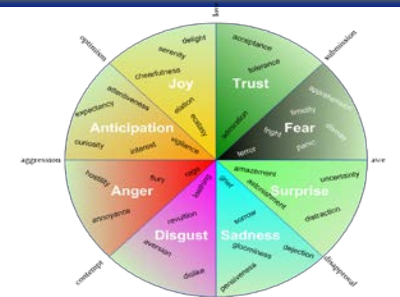 love
optimism
submission
delight
serenity
cheerfulness
Joy
elation
ecstasy
acceptance
tolerance
Trust
admiration
apprehension
timidity
dismay
Fear
fright
panic
terror
attentiveness
expectancy
Anticipation
curiosity
interest
vigilance
aggression
awe
hostility
fury
rage
Anger
annoyance
loathing
revultion
Disgust
aversion
dislike
contempt
grief
sorrow
Sadness
gloominess
dejection
pensiveness
amazement
astonishment
uncertainty
Surprise
distraction
disapproval